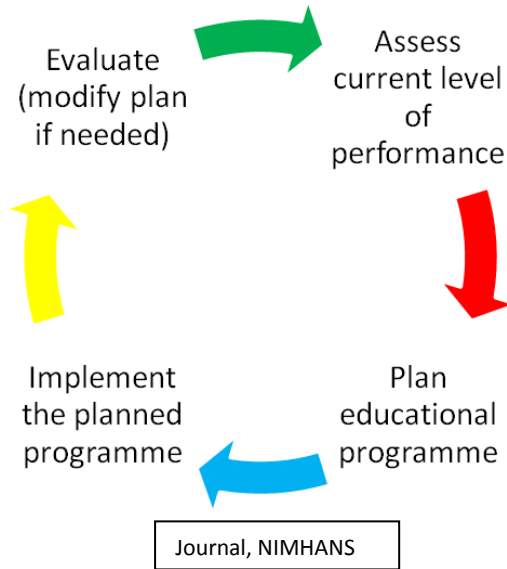 Evaluate
(modify plan
if needed)
Assess
current level
of
performance
Implement
the planned
programme
Plan
educational
programme
Journal, NIMHANS